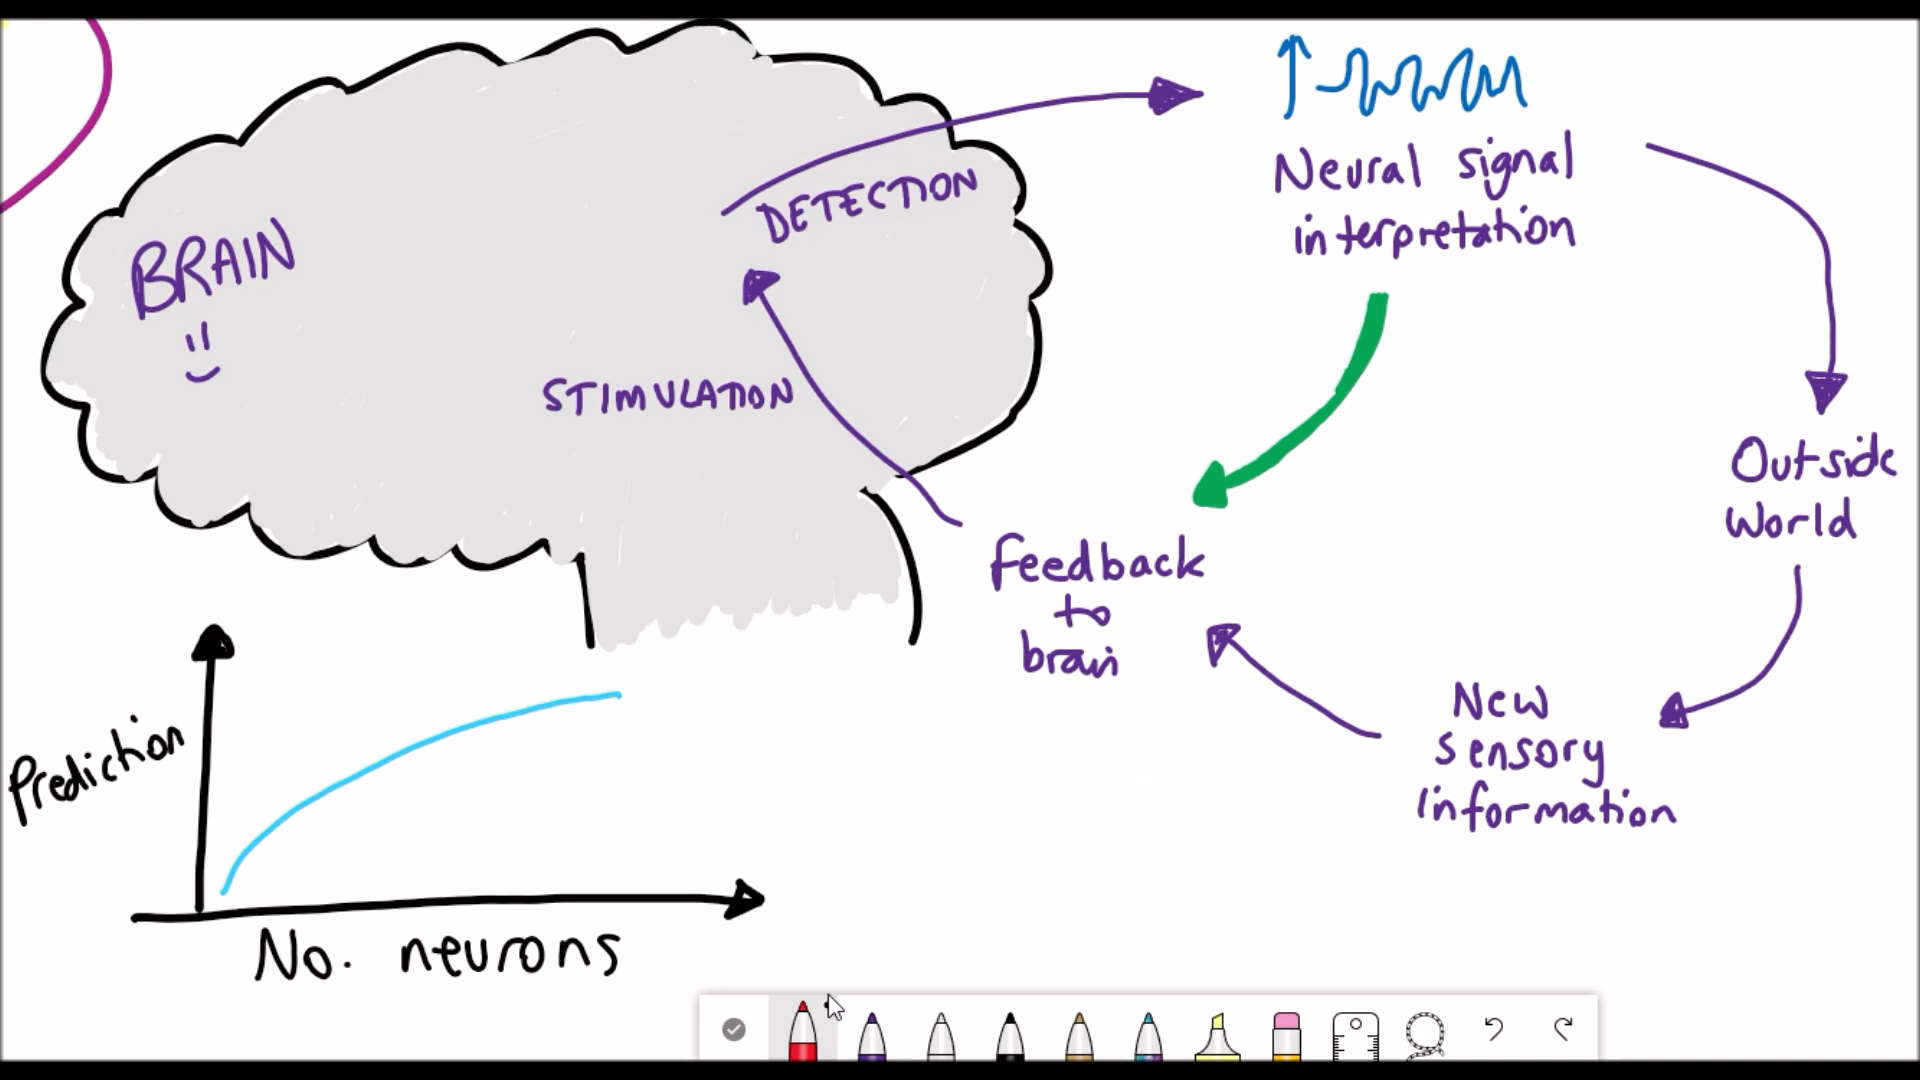 BRAIN
DETECTION
STIMULATION
Neural signal
interpretation
Outside
World
New
sensory
information
feedback
to
brain
Prediction
No. neurons